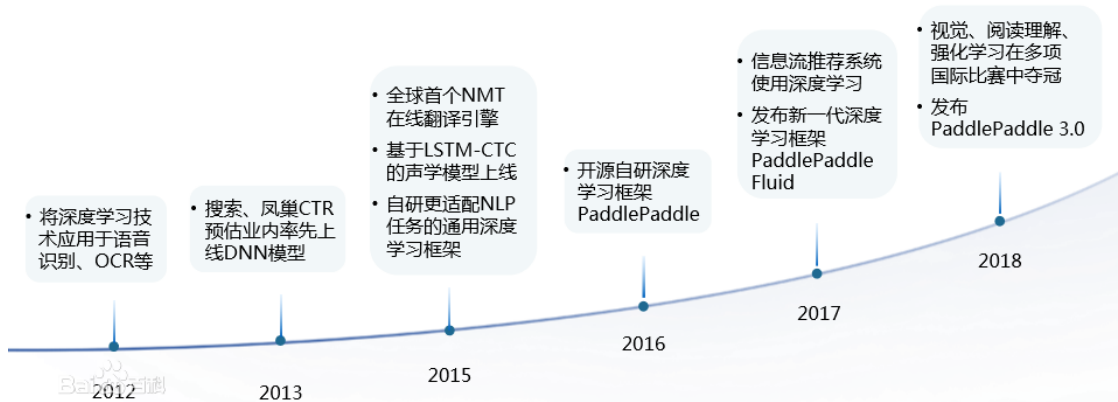 将深度学习技
术应用于语音
识别、OCR等
2012
搜索、凤巢CTR
预估业内率先上
线DNN模型
2013
• 全球首个NMT
在线翻译引擎
• 基于LSTM-CTC
的声学模型上线
• 自研更适配NLP
任务的通用深度
学习框架
2015
开源自研深度
学习框架
PaddlePaddle
2016
• 信息流推荐系统
使用深度学习
• 发布新一代深度
学习框架
PaddlePaddle
Fluid
2017
• 视觉、阅读理解、
强化学习在多项
国际比赛中夺冠
• 发布
PaddlePaddle 3.0
2018
Bai百科